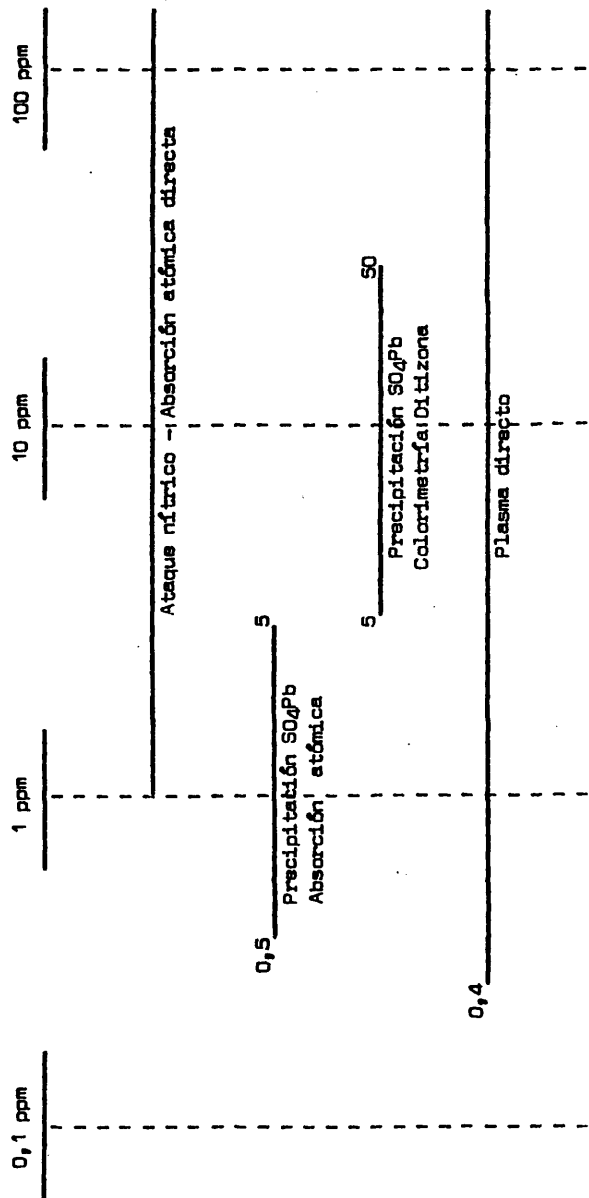 0,1 ppm
1 ppm
10 ppm
100 ppm
Ataque nítrico - Absorción atómica directa
0,5
5
Precipitación SO4Pb
Absorción atómica
5
50
Precipitación SO4Pb
Colorimetría Ditizona
0,4
Plasma directo